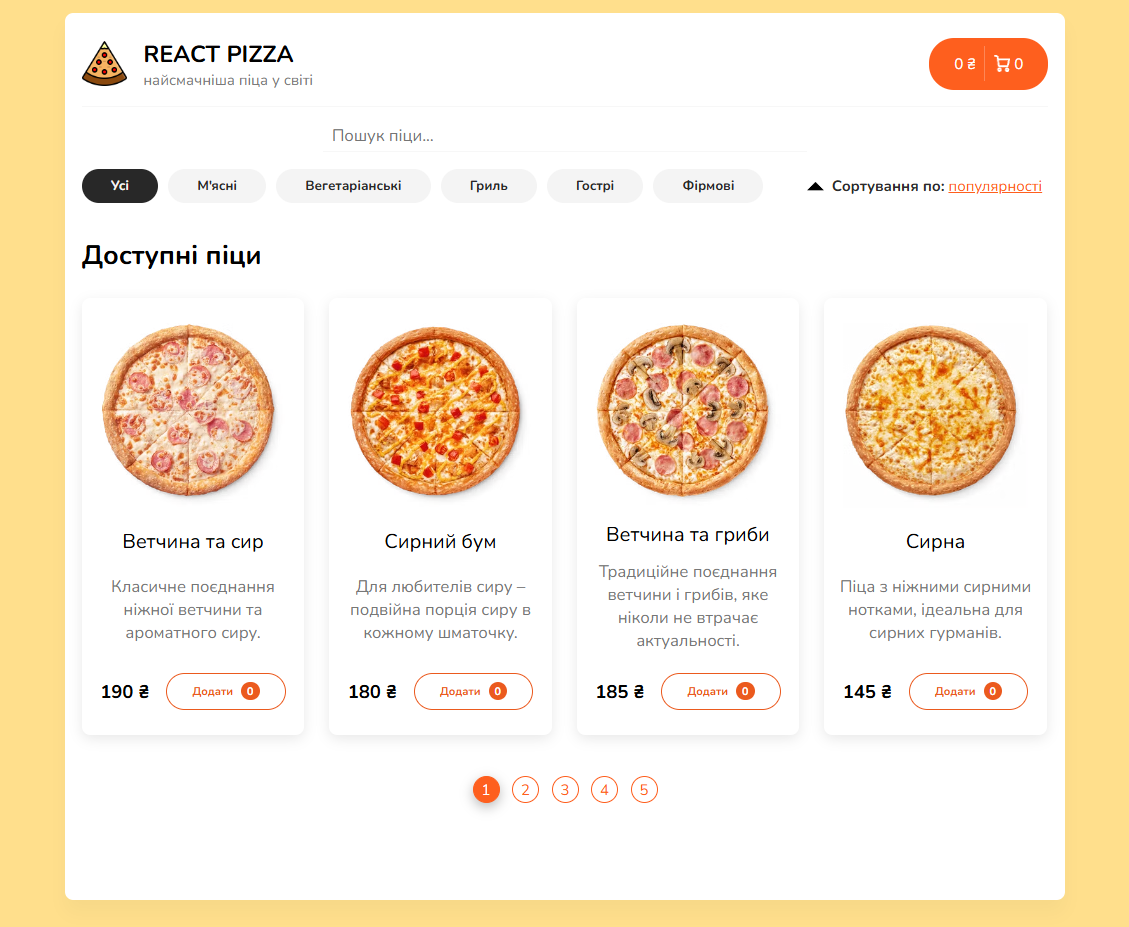 REACT PIZZA
найсмачніша піца у світі
0 ₴ 0
Пошук піци...
Усі М'ясні Вегетаріанські Гриль Гострі Фірмові Сортування по: популярності
Доступні піци
Ветчина та сир
Класичне поєднання
ніжної ветчини та
ароматного сиру.
190 ₴ Додати 0
Сирний бум
Для любителів сиру –
подвійна порція сиру в
кожному шматочку.
180 ₴ Додати 0
Ветчина та гриби
Традиційне поєднання
ветчини і грибів, яке
ніколи не втрачає
актуальності.
185 ₴ Додати 0
Сирна
Піца з ніжними сирними
нотками, ідеальна для
сирних гурманів.
145 ₴ Додати 0
1 2 3 4 5